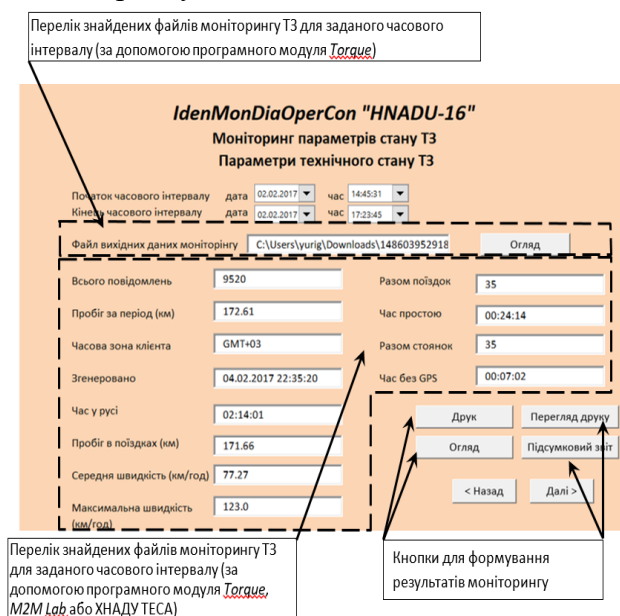 Перелік знайдених файлів моніторингу ТЗ для заданого часового
інтервалу (за допомогою програмного модуля Torque)
IdenMonDiaOperCon "HNADU-16"
Моніторинг параметрів стану ТЗ
Параметри технічного стану ТЗ
Початок часового інтервалу дата 02.02.2017 час 14:45:31
Кінець часового інтервалу дата 02.02.2017 час 17:23:45
Файл вихідних даних моніторінгу C:\Users\yurig\Downloads\148603952918 Огляд
Всього повідомлень 9520 Разом поїздок 35
Пробіг за період (км) 172.61 Час простою 00:24:14
Часова зона клієнта GMT+03 Разом стоянок 35
Згенеровано 04.02.2017 22:35:20 Час без GPS 00:07:02
Час у русі 02:14:01 Друк Перегляд друку
Пробіг в поїздках (км) 171.66 Огляд Підсумковий звіт
Середня швидкість (км/год) 77.27 < Назад Далі >
Максимальна швидкість 123.0
(км/год)
Перелік знайдених файлів моніторингу ТЗ
для заданого часового інтервалу (за
допомогою програмного модуля Torque,
M2M Lab або ХНАДУ ТЕСА)
Кнопки для формування
результатів моніторингу